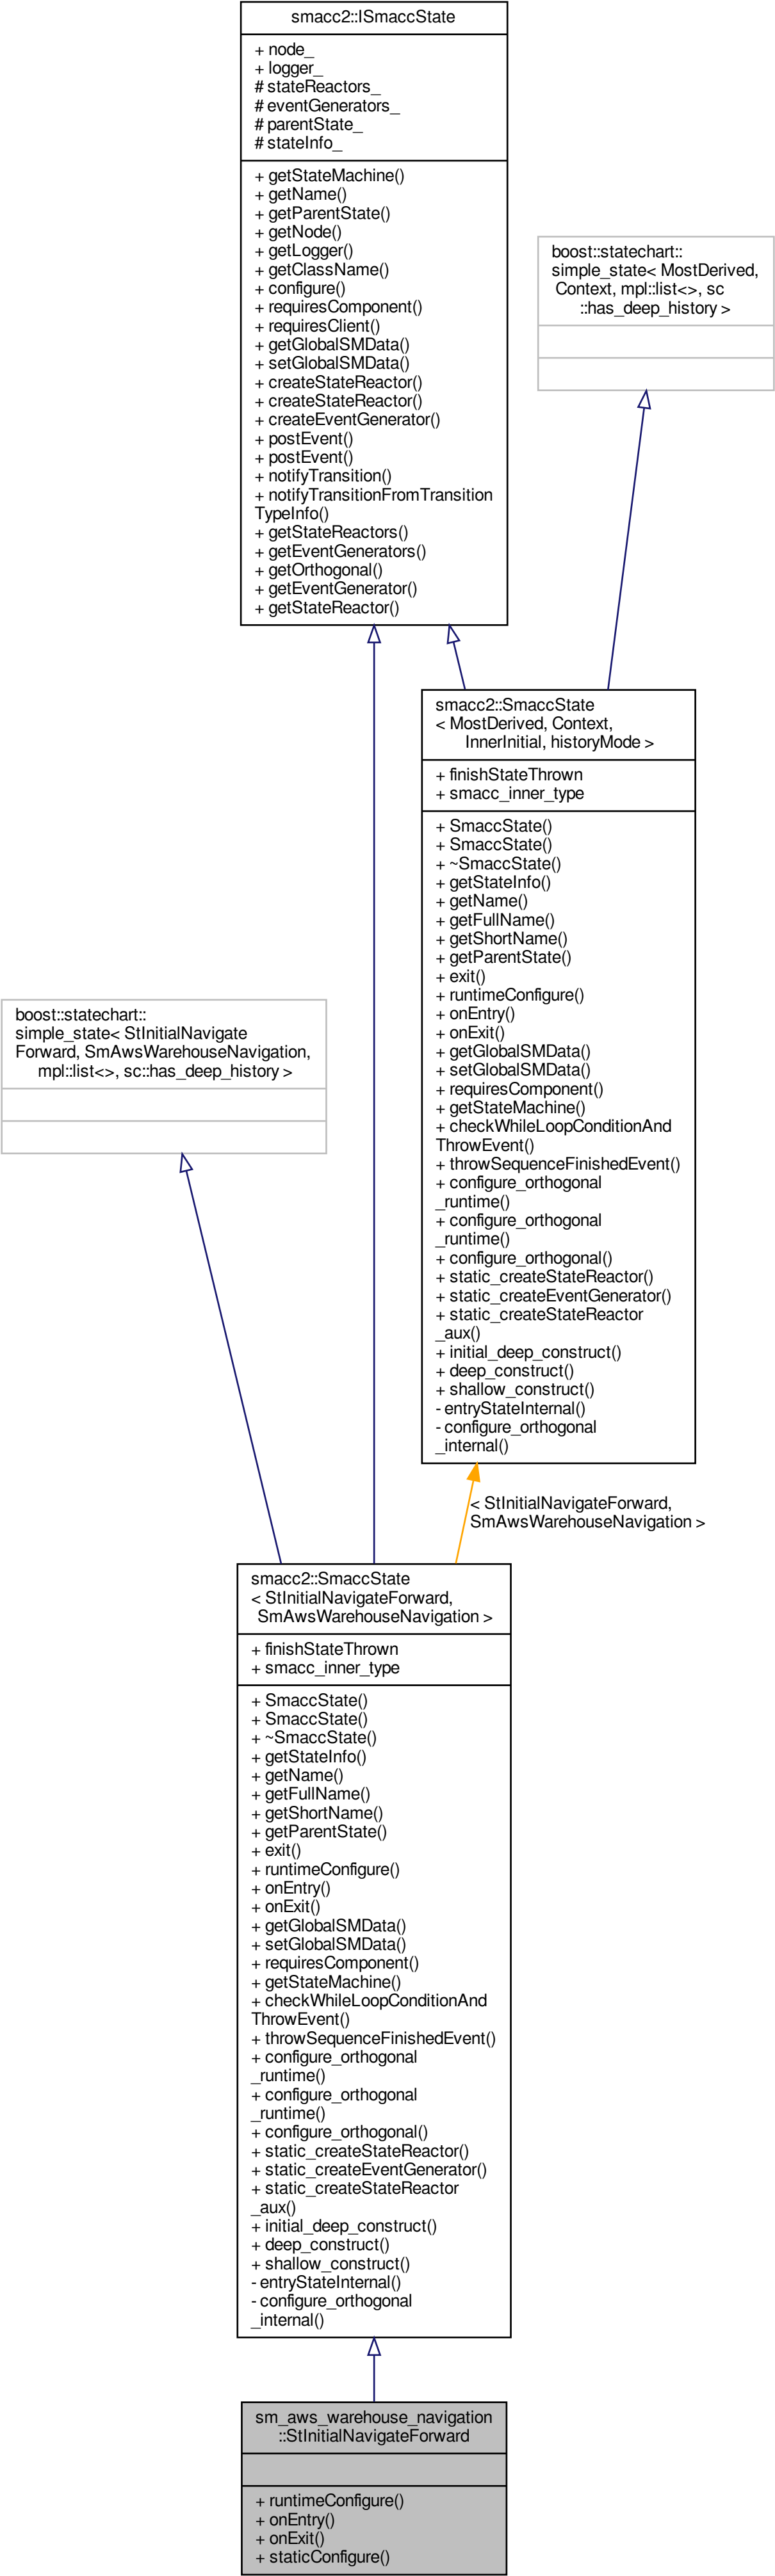 smacc2::ISmaccState
+ node_
+ logger_
# stateReactors_
# eventGenerators_
# parentState_
# stateInfo_
+ getStateMachine()
+ getName()
+ getParentState()
+ getNode()
+ getLogger()
+ getClassName()
+ configure()
+ requiresComponent()
+ requiresClient()
+ getGlobalSMData()
+ setGlobalSMData()
+ createStateReactor()
+ createStateReactor()
+ createEventGenerator()
+ postEvent()
+ postEvent()
+ notifyTransition()
+ notifyTransitionFromTransition
TypeInfo()
+ getStateReactors()
+ getEventGenerators()
+ getOrthogonal()
+ getEventGenerator()
+ getStateReactor()
boost::statechart::
simple_state< MostDerived,
Context, mpl::list<>, sc
::has_deep_history >
smacc2::SmaccState
< MostDerived, Context,
InnerInitial, historyMode >
+ finishStateThrown
+ smacc_inner_type
+ SmaccState()
+ SmaccState()
+ ~SmaccState()
+ getStateInfo()
+ getName()
+ getFullName()
+ getShortName()
+ getParentState()
+ exit()
+ runtimeConfigure()
+ onEntry()
+ onExit()
+ getGlobalSMData()
+ setGlobalSMData()
+ requiresComponent()
+ getStateMachine()
+ checkWhileLoopConditionAnd
ThrowEvent()
+ throwSequenceFinishedEvent()
+ configure_orthogonal
_runtime()
+ configure_orthogonal
_runtime()
+ configure_orthogonal()
+ static_createStateReactor()
+ static_createEventGenerator()
+ static_createStateReactor
_aux()
+ initial_deep_construct()
+ deep_construct()
+ shallow_construct()
- entryStateInternal()
- configure_orthogonal
_internal()
boost::statechart::
simple_state< StInitialNavigate
Forward, SmAwsWarehouseNavigation,
mpl::list<>, sc::has_deep_history >
< StInitialNavigateForward,
SmAwsWarehouseNavigation >
smacc2::SmaccState
< StInitialNavigateForward,
SmAwsWarehouseNavigation >
+ finishStateThrown
+ smacc_inner_type
+ SmaccState()
+ SmaccState()
+ ~SmaccState()
+ getStateInfo()
+ getName()
+ getFullName()
+ getShortName()
+ getParentState()
+ exit()
+ runtimeConfigure()
+ onEntry()
+ onExit()
+ getGlobalSMData()
+ setGlobalSMData()
+ requiresComponent()
+ getStateMachine()
+ checkWhileLoopConditionAnd
ThrowEvent()
+ throwSequenceFinishedEvent()
+ configure_orthogonal
_runtime()
+ configure_orthogonal
_runtime()
+ configure_orthogonal()
+ static_createStateReactor()
+ static_createEventGenerator()
+ static_createStateReactor
_aux()
+ initial_deep_construct()
+ deep_construct()
+ shallow_construct()
- entryStateInternal()
- configure_orthogonal
_internal()
sm_aws_warehouse_navigation
::StInitialNavigateForward
+ runtimeConfigure()
+ onEntry()
+ onExit()
+ staticConfigure()